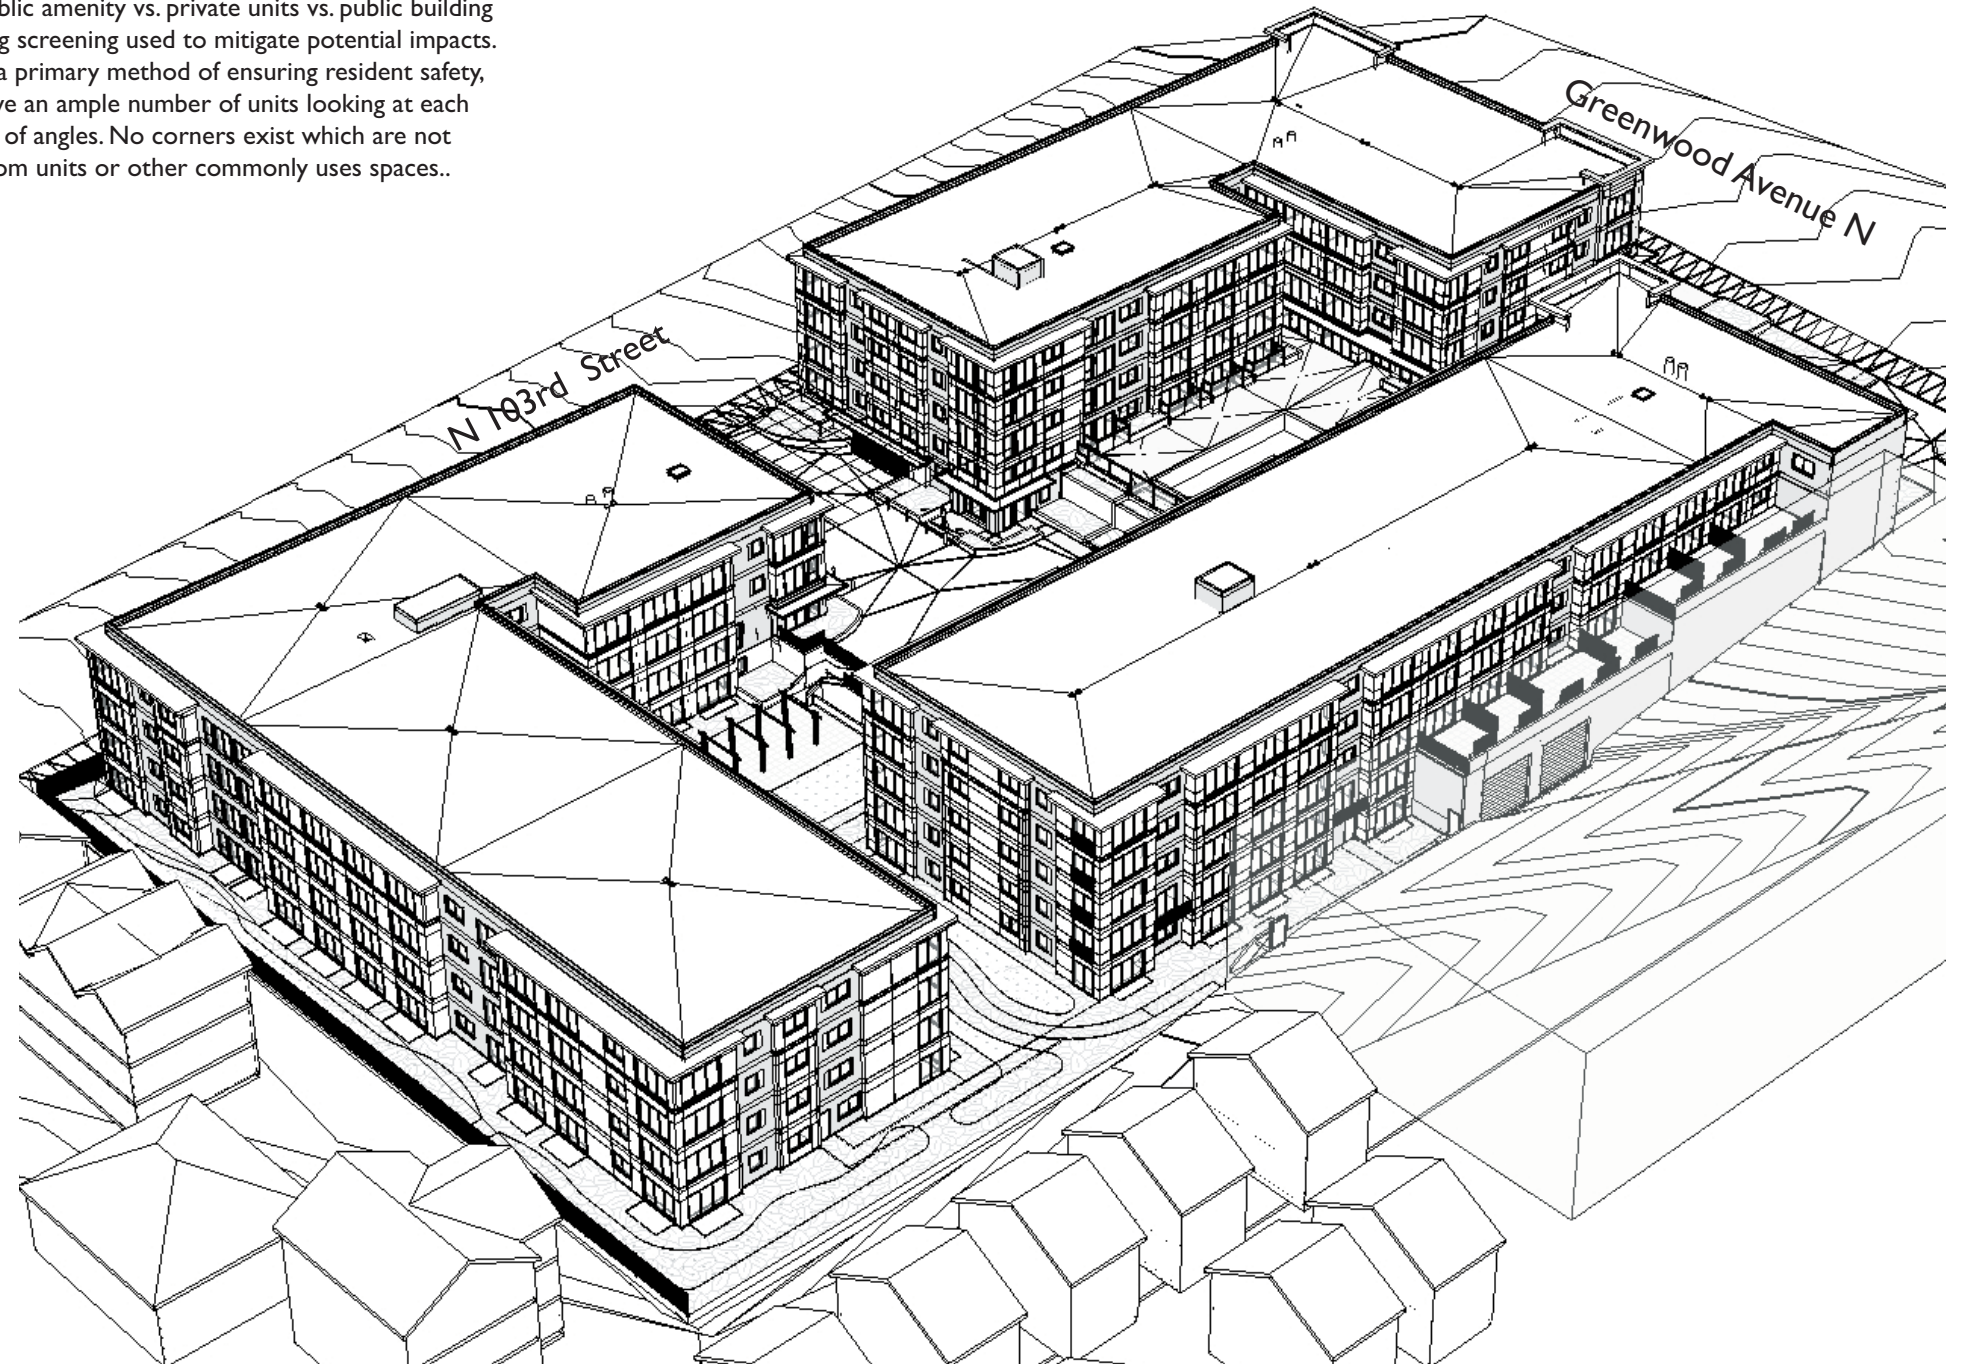 blic amenity vs. private units vs. public building
g screening used to mitigate potential impacts.
a primary method of ensuring resident safety,
ve an ample number of units looking at each
of angles. No corners exist which are not
om units or other commonly uses spaces..
Greenwood Avenue N
N 103rd Street